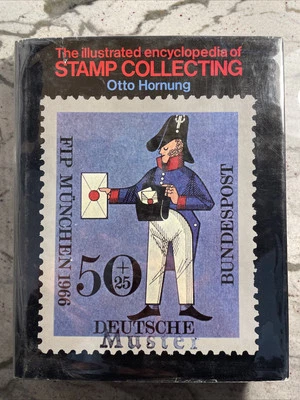 The illustrated encyclopedia of
STAMP COLLECTING
Otto Hornung
FIP MÜNCHEN 1966
BUNDESPOST
50 + 25
DEUTSCHE
Muster